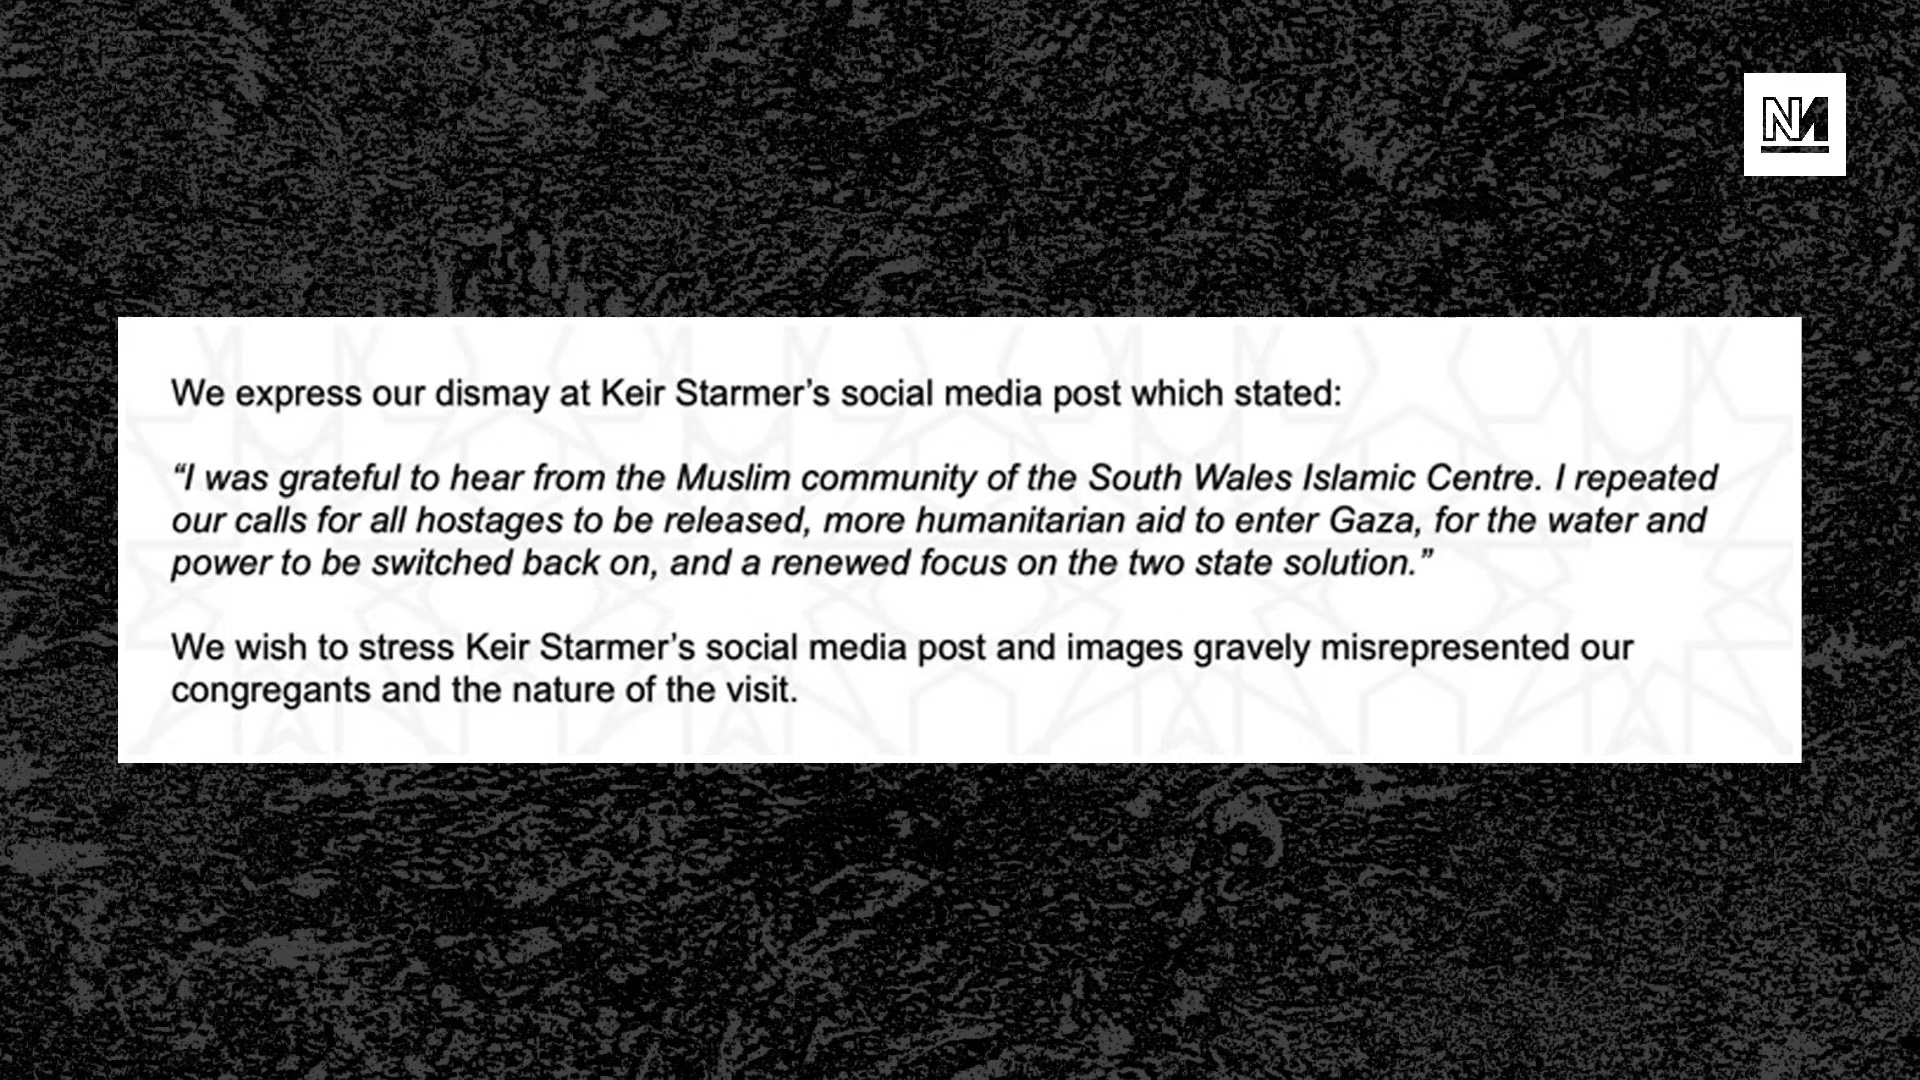 NM
We express our dismay at Keir Starmer’s social media post which stated:
“I was grateful to hear from the Muslim community of the South Wales Islamic Centre. I repeated
our calls for all hostages to be released, more humanitarian aid to enter Gaza, for the water and
power to be switched back on, and a renewed focus on the two state solution.”
We wish to stress Keir Starmer’s social media post and images gravely misrepresented our
congregants and the nature of the visit.